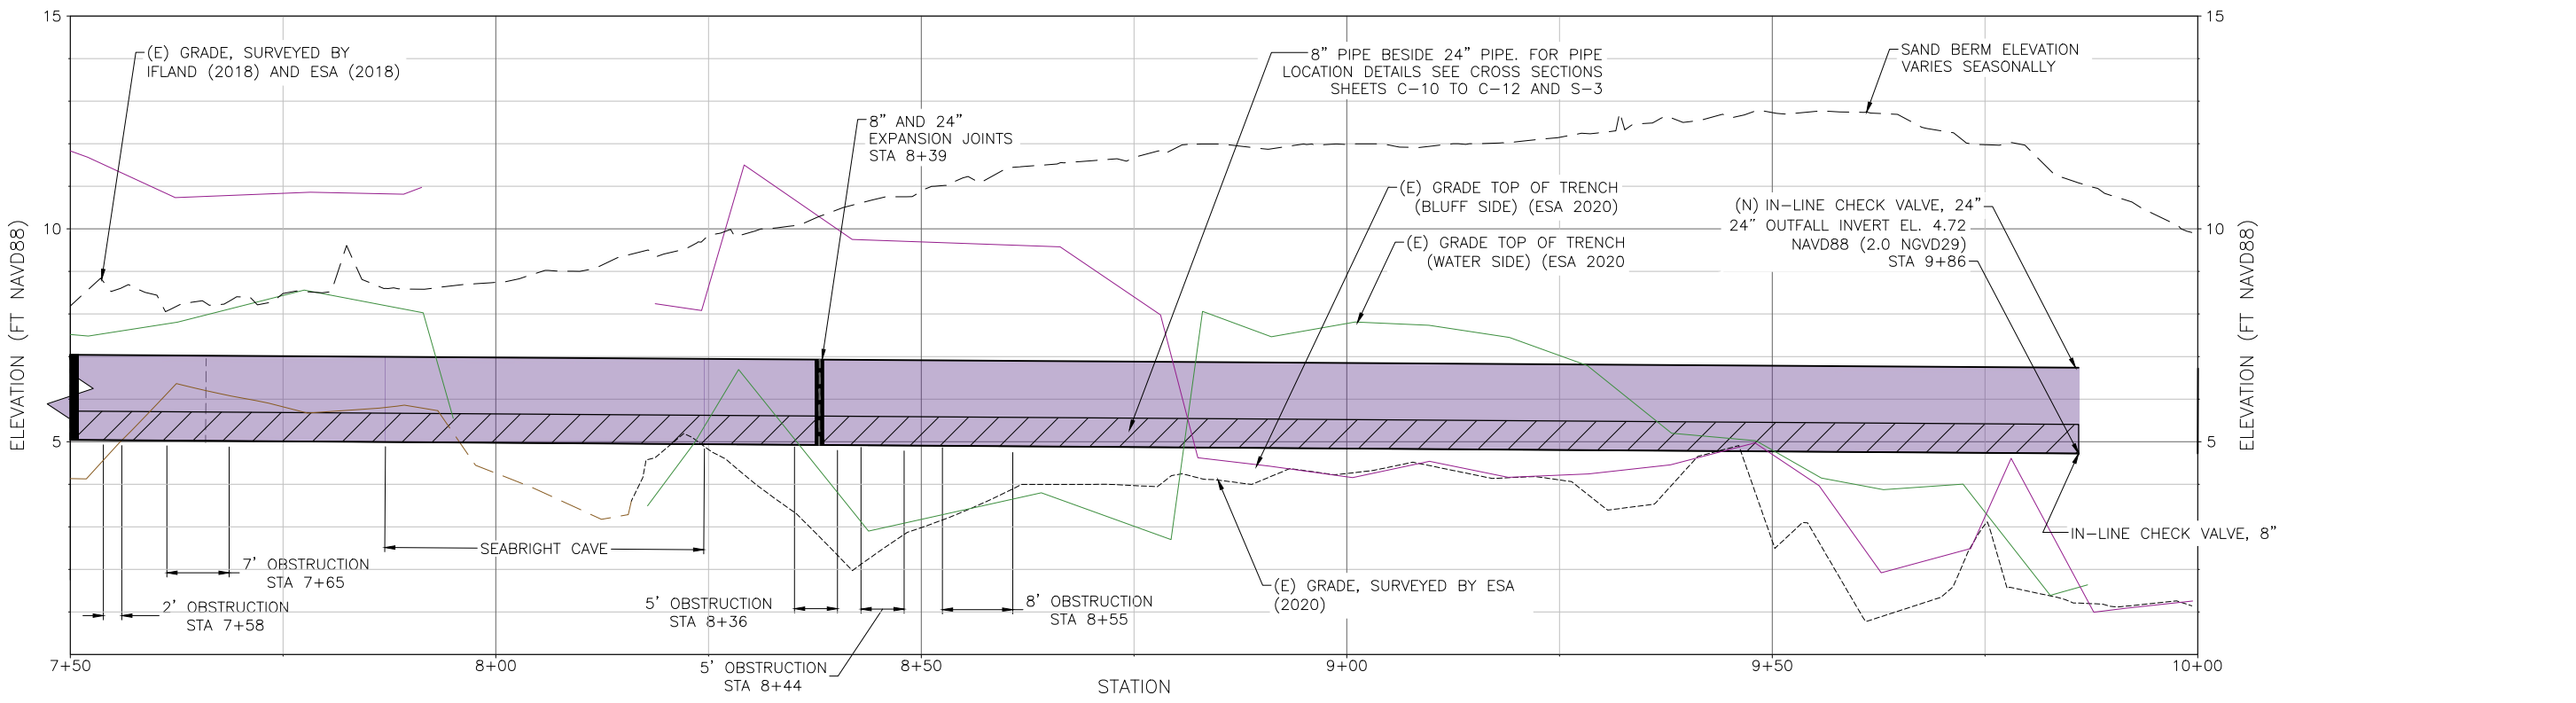 15
15
(E) GRADE, SURVEYED BY
IFLAND (2018) AND ESA (2018)
8” PIPE BESIDE 24” PIPE. FOR PIPE
LOCATION DETAILS SEE CROSS SECTIONS
SHEETS C-10 TO C-12 AND S-3
SAND BERM ELEVATION
VARIES SEASONALLY
8” AND 24”
EXPANSION JOINTS
STA 8+39
(E) GRADE TOP OF TRENCH
(BLUFF SIDE) (ESA 2020)
(N) IN-LINE CHECK VALVE, 24”
24” OUTFALL INVERT EL. 4.72
NAVD88 (2.0 NGVD29)
STA 9+86
(E) GRADE TOP OF TRENCH
(WATER SIDE) (ESA 2020
10
10
ELEVATION (FT NAVD88)
ELEVATION (FT NAVD88)
5
5
SEABRIGHT CAVE
IN-LINE CHECK VALVE, 8”
7’ OBSTRUCTION
STA 7+65
2’ OBSTRUCTION
STA 7+58
5’ OBSTRUCTION
STA 8+36
8’ OBSTRUCTION
STA 8+55
(E) GRADE, SURVEYED BY ESA
(2020)
5’ OBSTRUCTION
STA 8+44
7+50
8+00
8+50
9+00
9+50
10+00
STATION